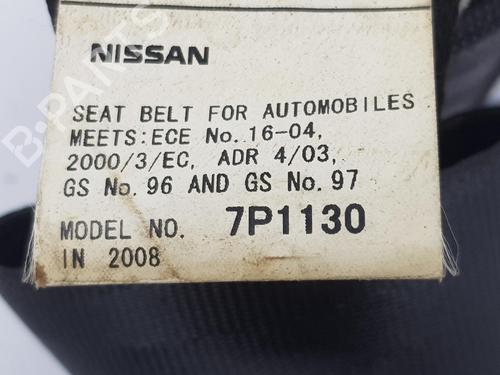 NISSAN
SEAT BELT FOR AUTOMOBILES
MEETS:ECE No. 16-04,
2000/3/EC, ADR 4/03,
GS No. 96 AND GS No. 97
MODEL NO. 7P1130
IN 2008
B-PARTS